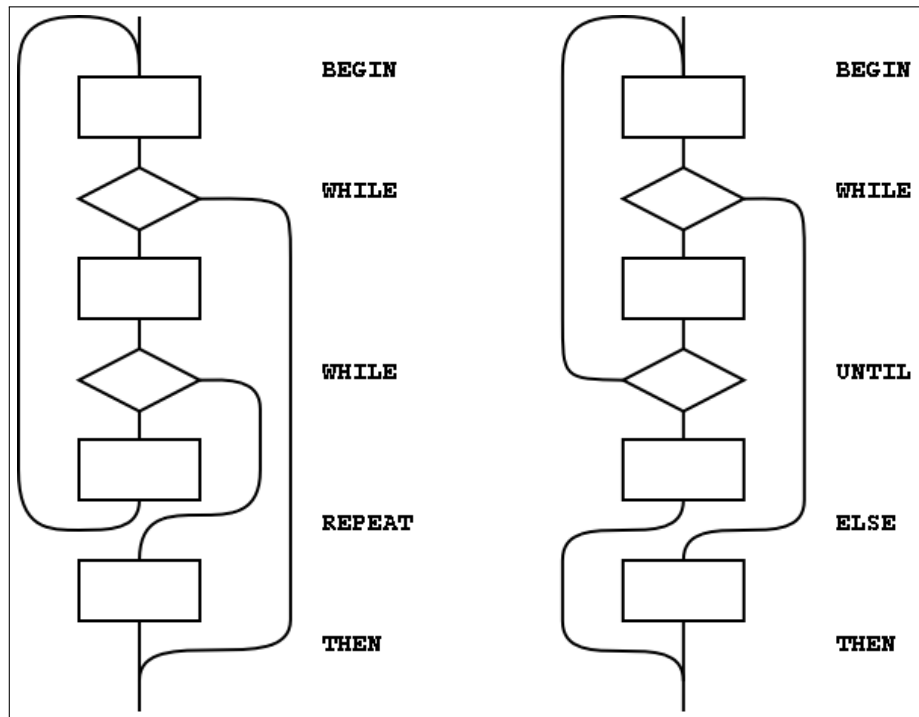 BEGIN
WHILE
WHILE
REPEAT
THEN
BEGIN
WHILE
UNTIL
ELSE
THEN